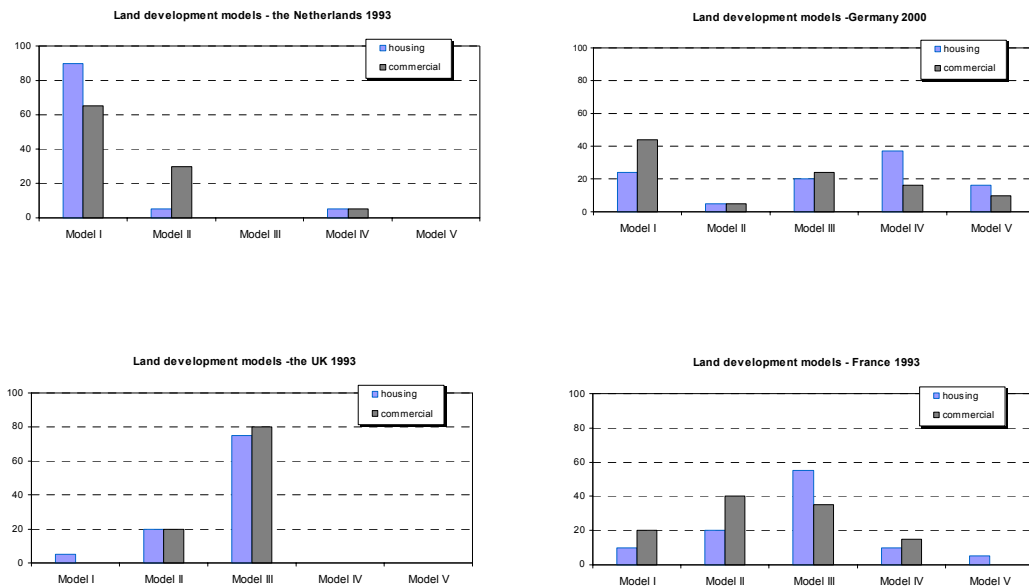 Land development models - the Netherlands 1993
100
80
60
40
20
0
housing
commercial
Model I Model II Model III Model IV Model V
Land development models -Germany 2000
100
80
60
40
20
0
housing
commercial
Model I Model II Model III Model IV Model V
Land development models -the UK 1993
100
80
60
40
20
0
housing
commercial
Model I Model II Model III Model IV Model V
Land development models - France 1993
100
80
60
40
20
0
housing
commercial
Model I Model II Model III Model IV Model V